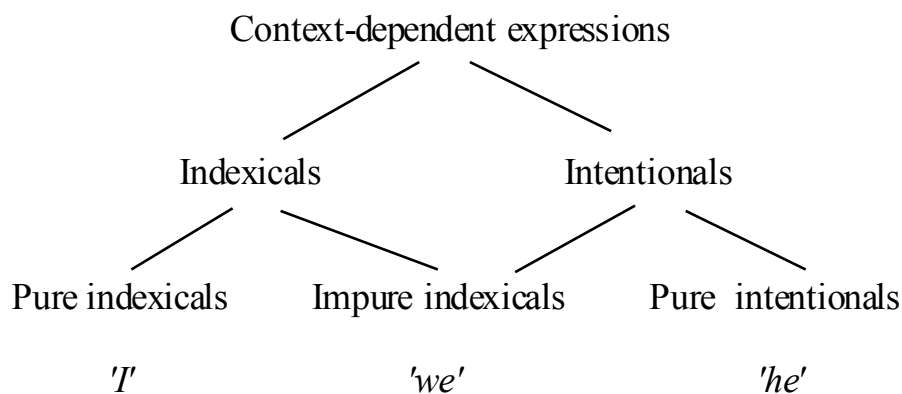 Context-dependent expressions
Indexicals Intentionals
Pure indexicals Impure indexicals Pure intentionals
'I' 'we' 'he'